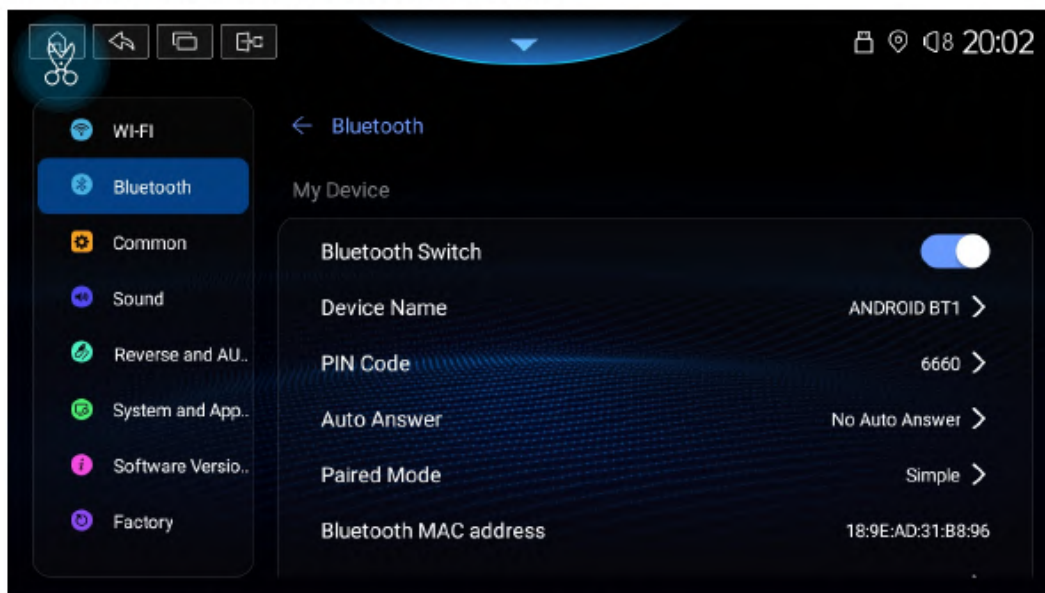 8 20:02
WI-FI
Bluetooth
Common
Sound
Reverse and AU..
System and App..
Software Versio..
Factory
Bluetooth
My Device
Bluetooth Switch
Device Name ANDROID BT1
PIN Code 6660
Auto Answer No Auto Answer
Paired Mode Simple
Bluetooth MAC address 18:9E:AD:31:B8:96